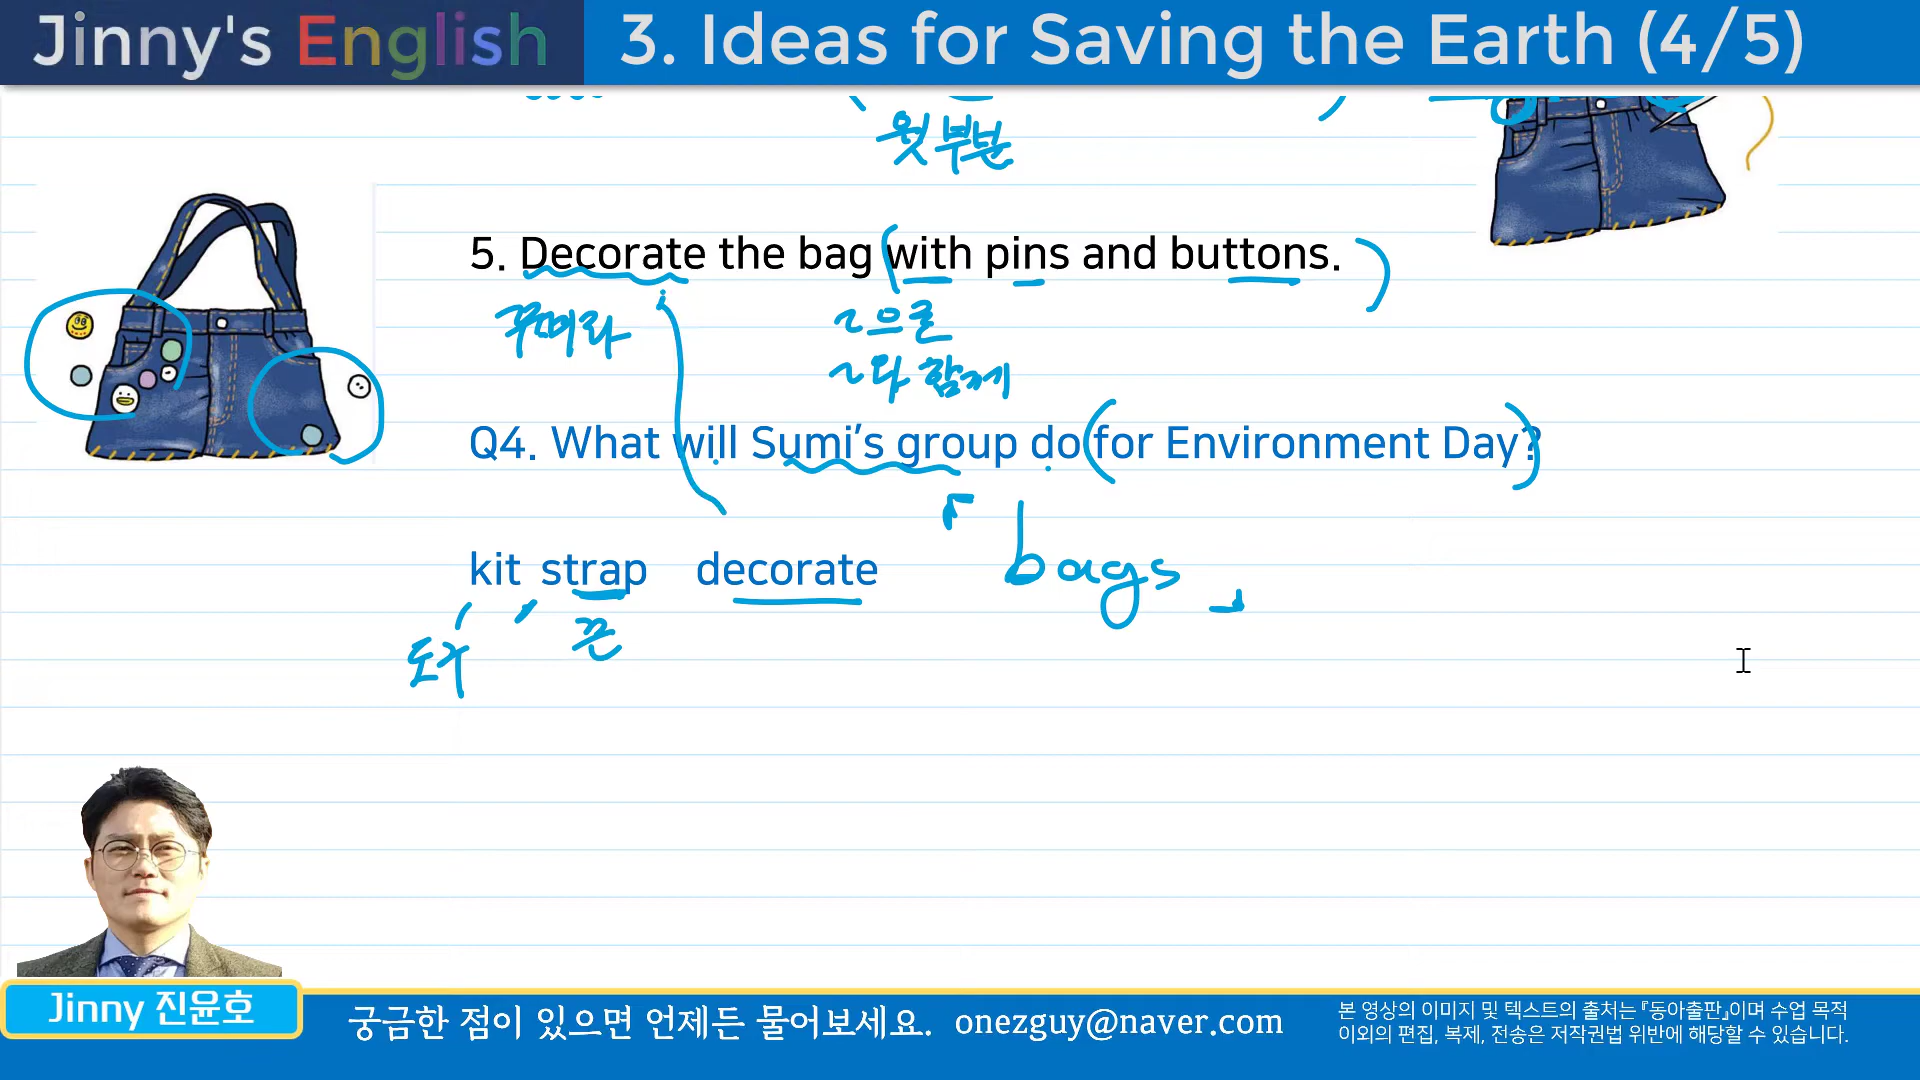 Jinny's English
3. Ideas for Saving the Earth (4/5)
윗부분
5. Decorate the bag with pins and buttons.
꾸며라
~으로
~과 함께
Q4. What will Sumi's group do for Environment Day?
kit strap decorate
bags
도구
끈
Jinny 진윤호
궁금한 점이 있으면 언제든 물어보세요. onezguy@naver.com
본 영상의 이미지 및 텍스트의 출처는 『동아출판』이며 수업 목적
이외의 편집, 복제, 전송은 저작권법 위반에 해당할 수 있습니다.